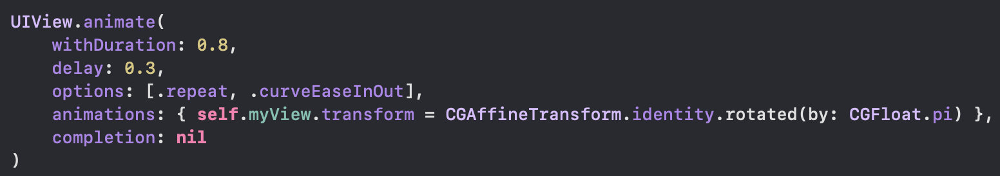 UIView.animate(
    withDuration: 0.8,
    delay: 0.3,
    options: [.repeat, .curveEaseInOut],
    animations: { self.myView.transform = CGAffineTransform.identity.rotated(by: CGFloat.pi) },
    completion: nil
)